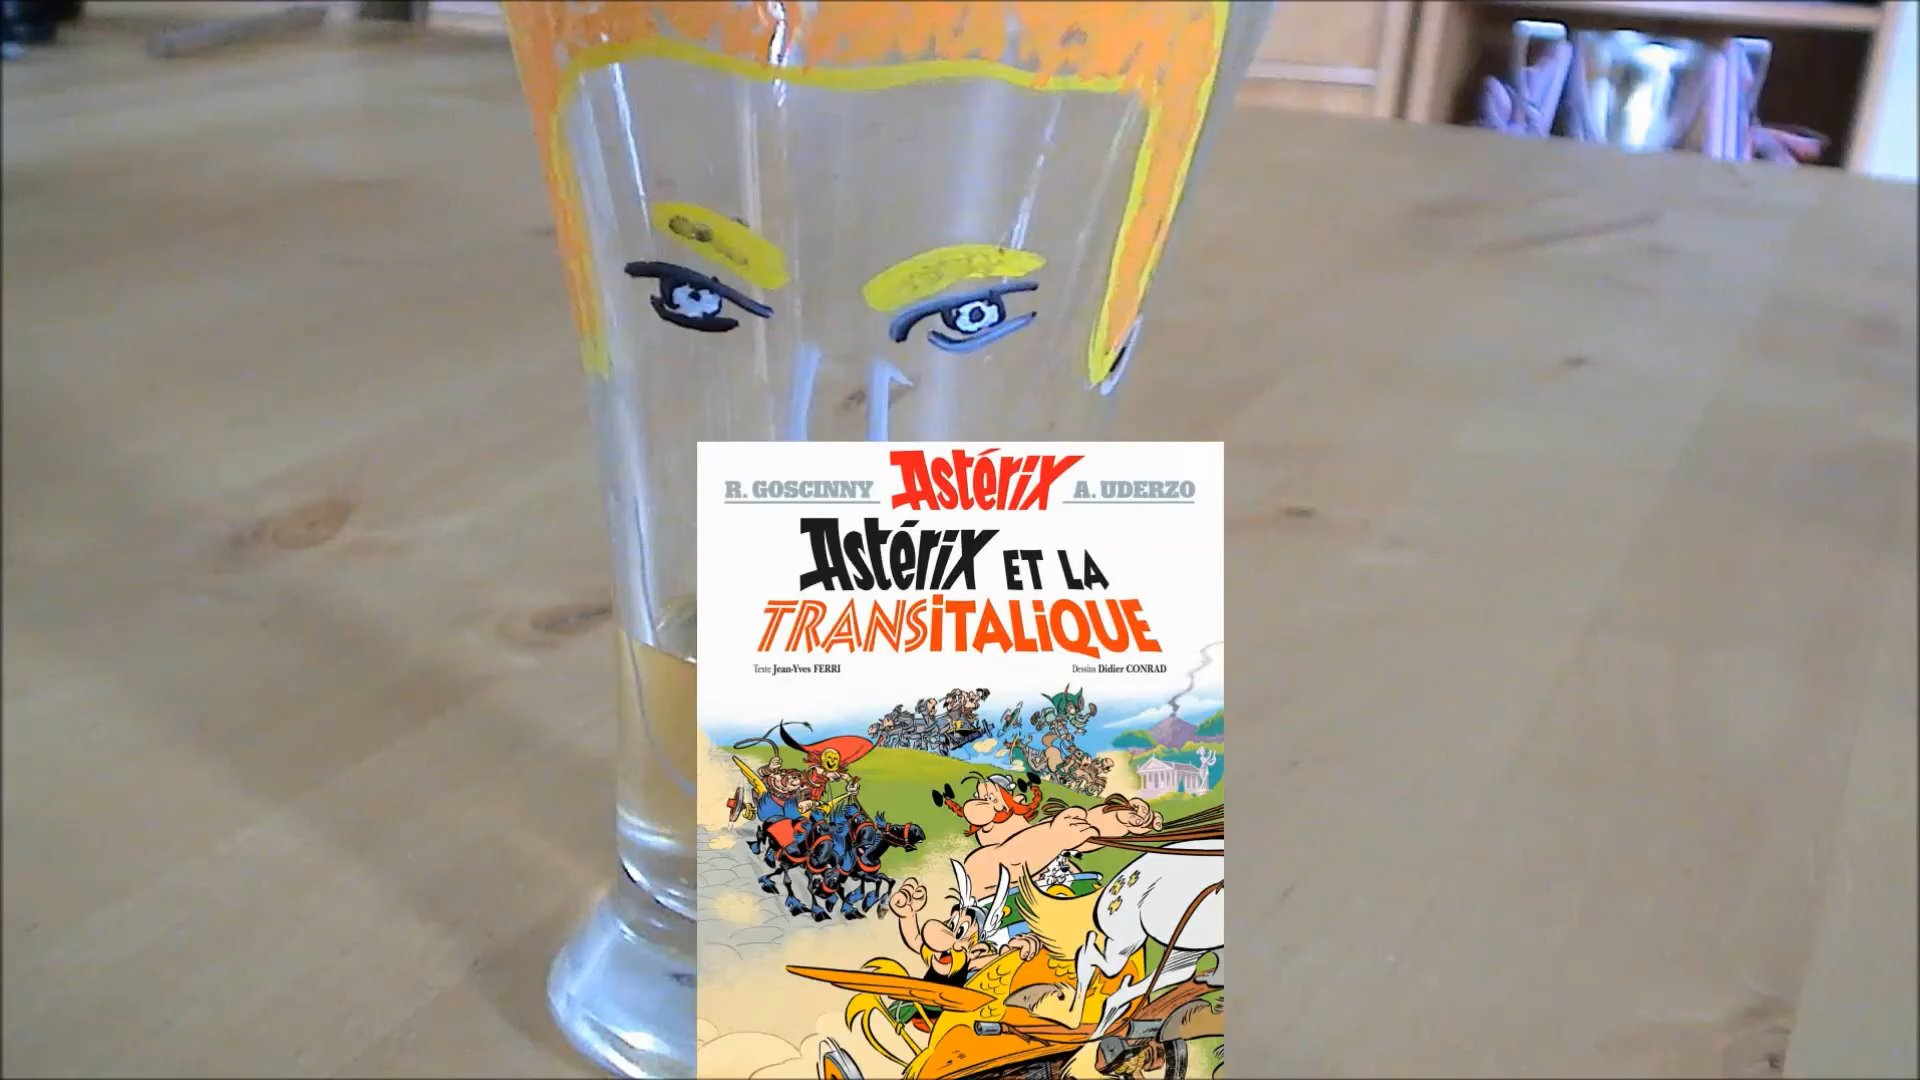 R. GOSCINNY Astérix A. UDERZO
Astérix ET LA
TRANSITALIQUE
Texte Jean-Yves FERRI Dessins Didier CONRAD